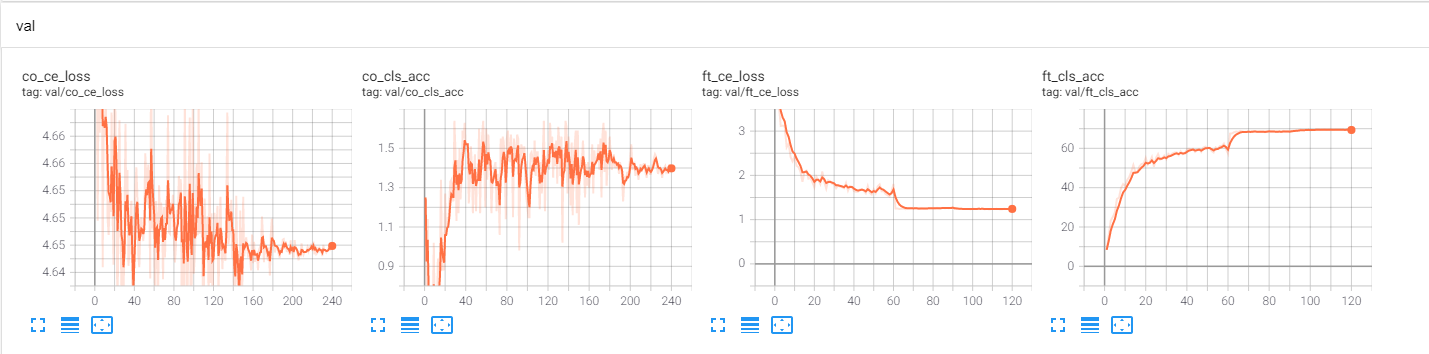 val
co_ce_loss
tag: val/co_ce_loss
4.66
4.66
4.65
4.65
4.65
4.64
0 40 80 120 160 200 240
co_cls_acc
tag: val/co_cls_acc
1.5
1.3
1.1
0.9
0 40 80 120 160 200 240
ft_ce_loss
tag: val/ft_ce_loss
3
2
1
0
0 20 40 60 80 100 120
ft_cls_acc
tag: val/ft_cls_acc
60
40
20
0
0 20 40 60 80 100 120